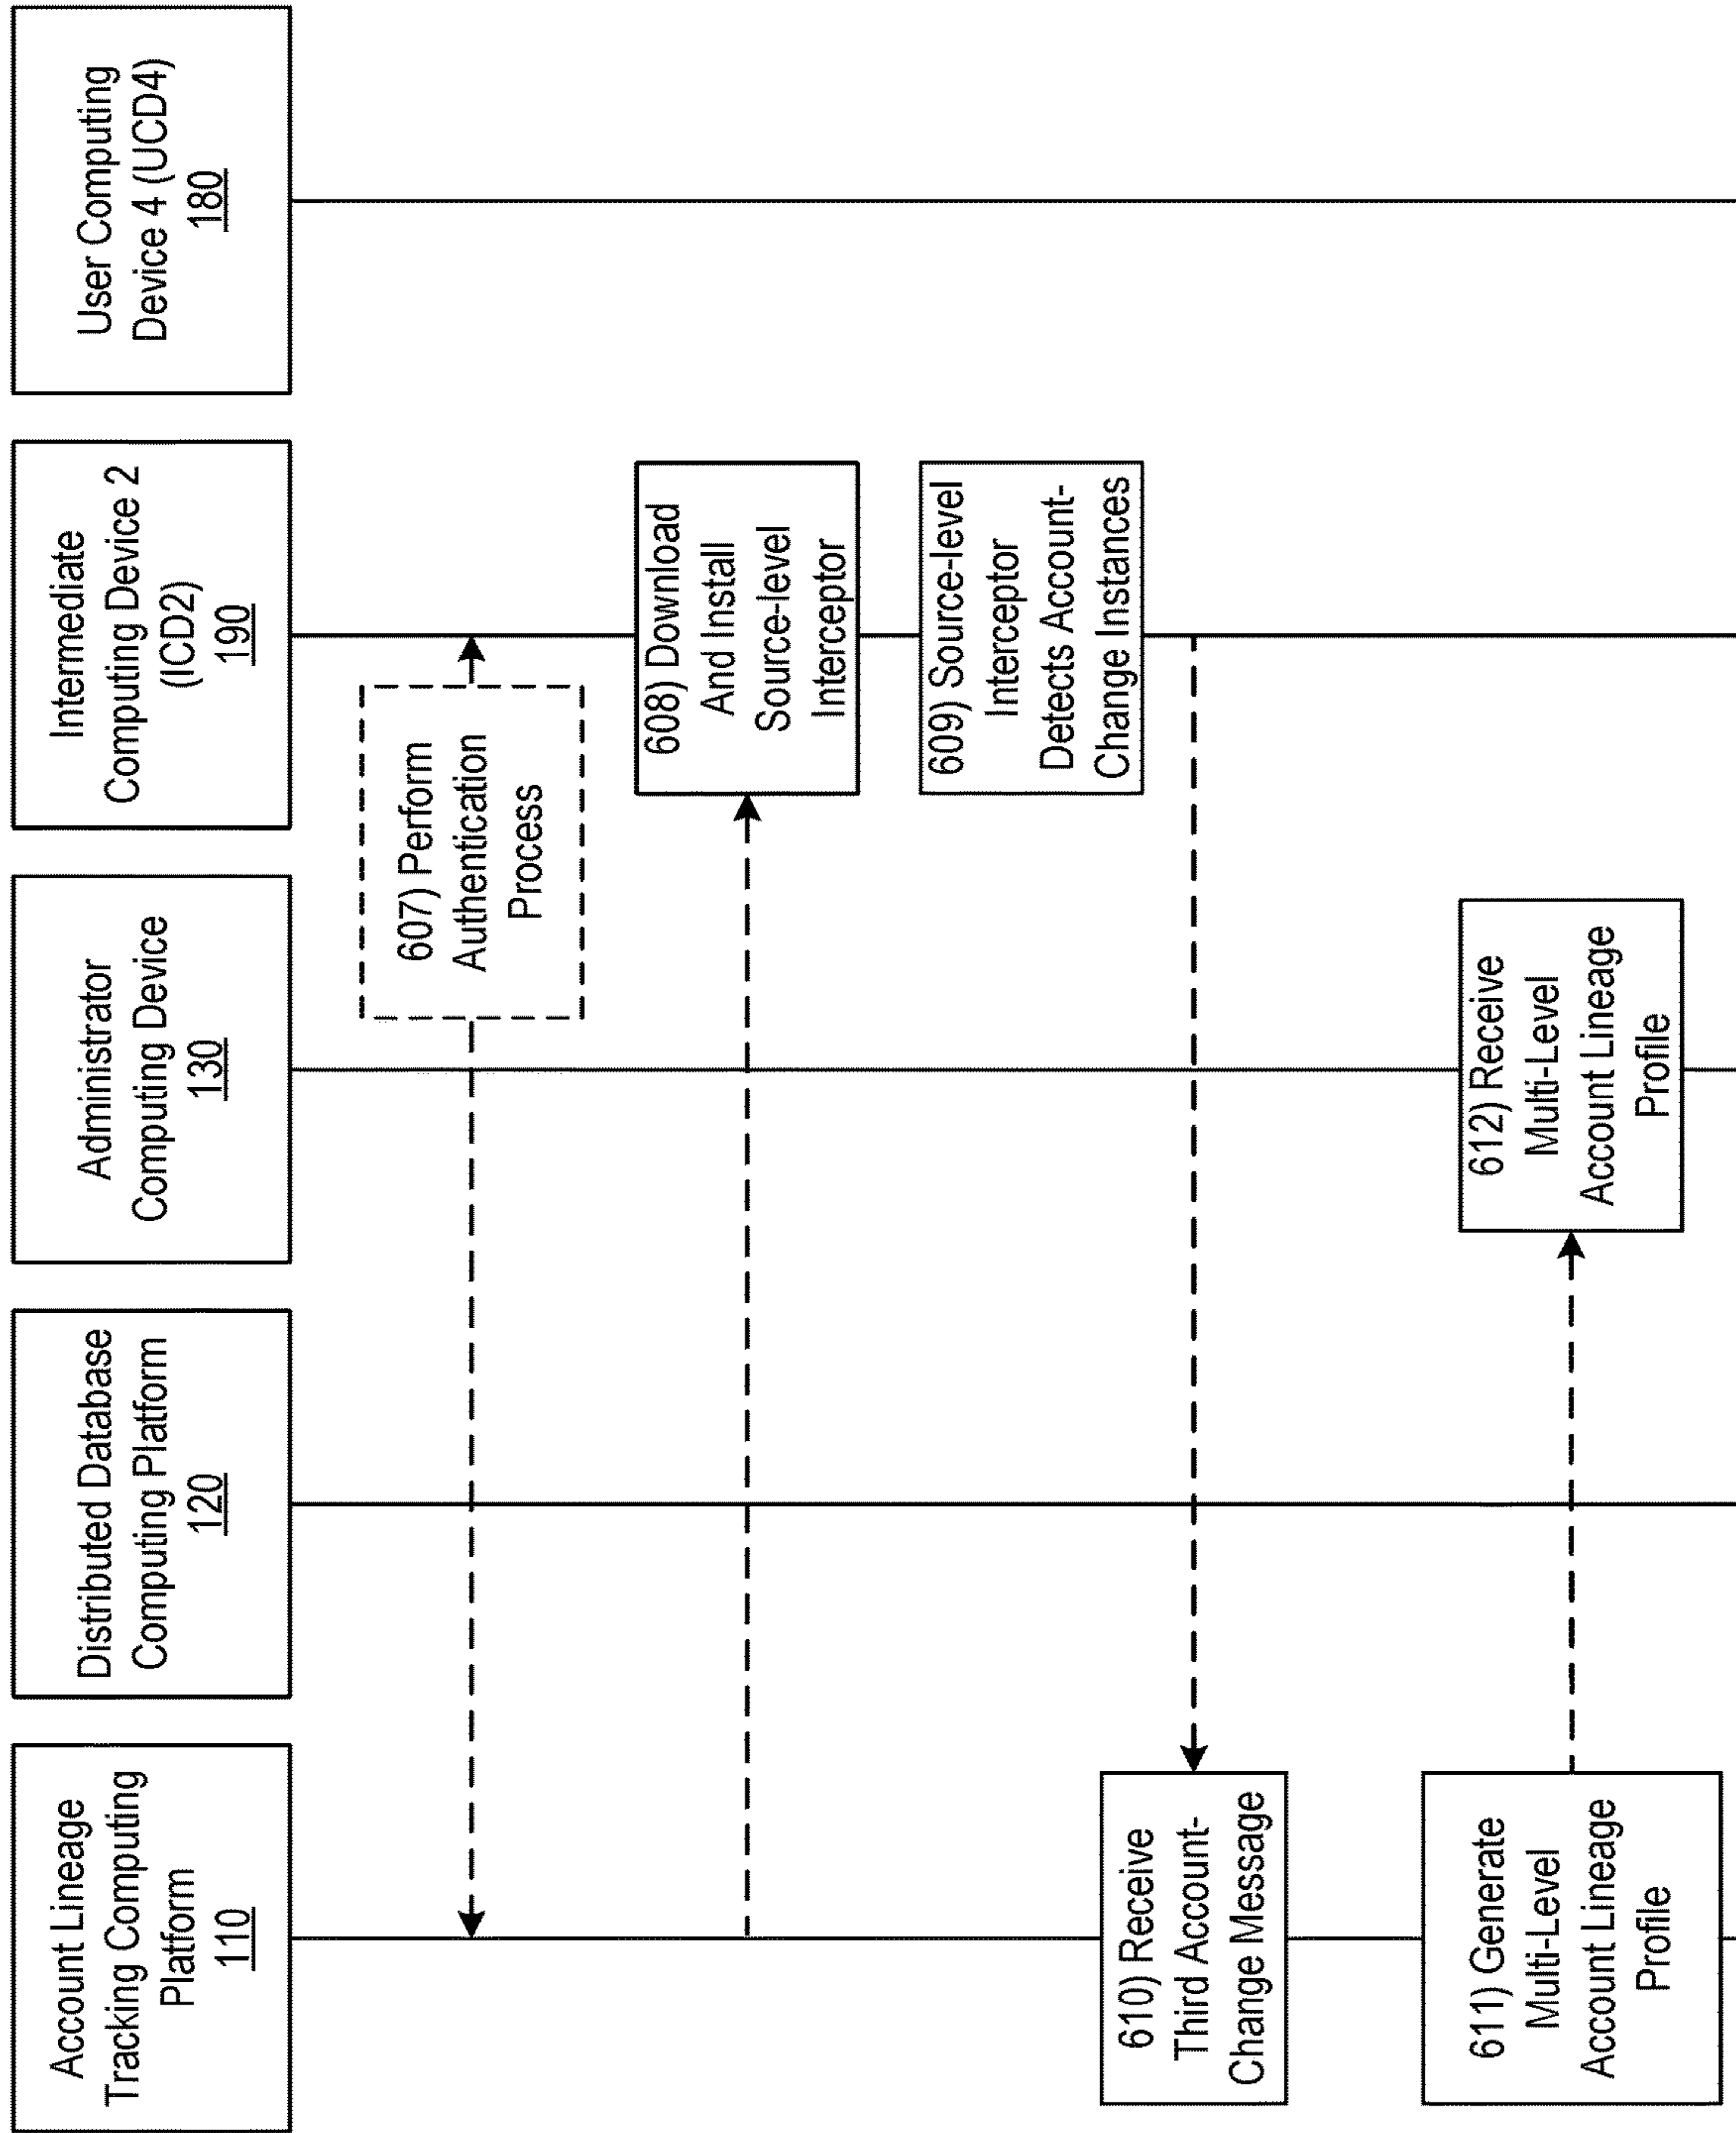 Account Lineage
Tracking Computing
Platform
110
Distributed Database
Computing Platform
120
Administrator
Computing Device
130
Intermediate
Computing Device 2
(ICD2)
190
User Computing
Device 4 (UCD4)
180
607) Perform
Authentication
Process
608) Download
And Install
Source-level
Interceptor
609) Source-level
Interceptor
Detects Account-
Change Instances
610) Receive
Third Account-
Change Message
611) Generate
Multi-Level
Account Lineage
Profile
612) Receive
Multi-Level
Account Lineage
Profile